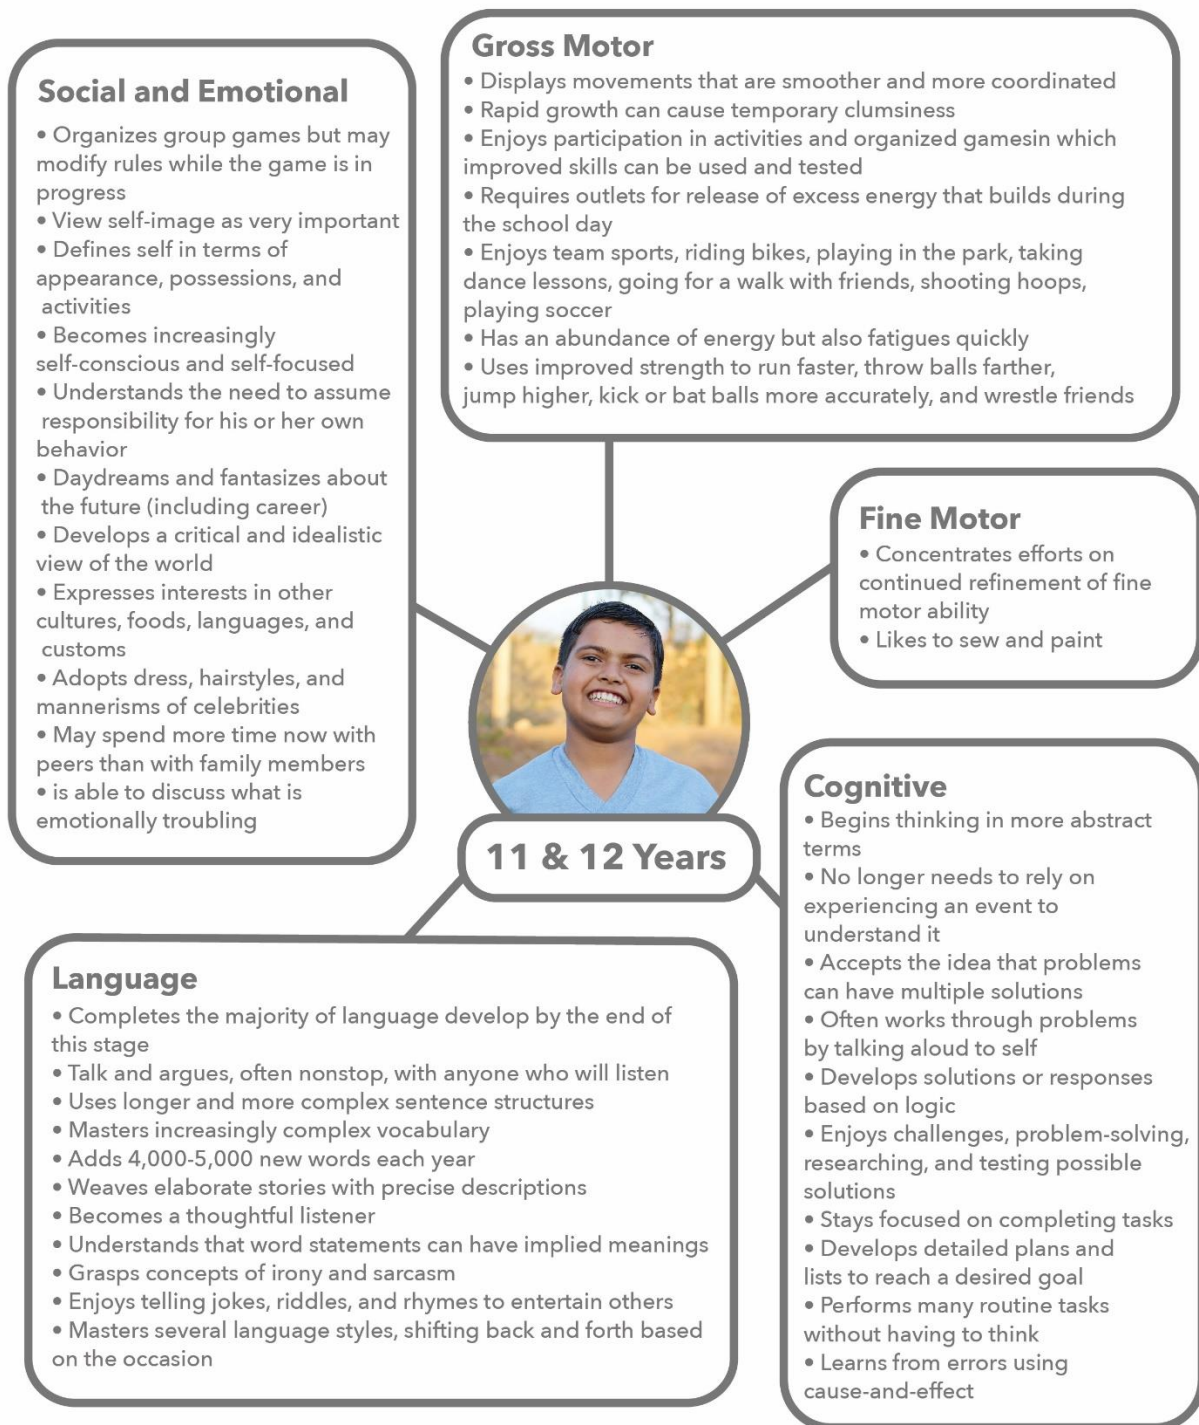 Social and Emotional
• Organizes group games but may
modify rules while the game is in
progress
• View self-image as very important
• Defines self in terms of
appearance, possessions, and
activities
• Becomes increasingly
self-conscious and self-focused
• Understands the need to assume
responsibility for his or her own
behavior
• Daydreams and fantasizes about
the future (including career)
• Develops a critical and idealistic
view of the world
• Expresses interests in other
cultures, foods, languages, and
customs
• Adopts dress, hairstyles, and
mannerisms of celebrities
• May spend more time now with
peers than with family members
• is able to discuss what is
emotionally troubling
Gross Motor
• Displays movements that are smoother and more coordinated
• Rapid growth can cause temporary clumsiness
• Enjoys participation in activities and organized gamesin which
improved skills can be used and tested
• Requires outlets for release of excess energy that builds during
the school day
• Enjoys team sports, riding bikes, playing in the park, taking
dance lessons, going for a walk with friends, shooting hoops,
playing soccer
• Has an abundance of energy but also fatigues quickly
• Uses improved strength to run faster, throw balls farther,
jump higher, kick or bat balls more accurately, and wrestle friends
Fine Motor
• Concentrates efforts on
continued refinement of fine
motor ability
• Likes to sew and paint
11 & 12 Years
Language
• Completes the majority of language develop by the end of
this stage
• Talk and argues, often nonstop, with anyone who will listen
• Uses longer and more complex sentence structures
• Masters increasingly complex vocabulary
• Adds 4,000-5,000 new words each year
• Weaves elaborate stories with precise descriptions
• Becomes a thoughtful listener
• Understands that word statements can have implied meanings
• Grasps concepts of irony and sarcasm
• Enjoys telling jokes, riddles, and rhymes to entertain others
• Masters several language styles, shifting back and forth based
on the occasion
Cognitive
• Begins thinking in more abstract
terms
• No longer needs to rely on
experiencing an event to
understand it
• Accepts the idea that problems
can have multiple solutions
• Often works through problems
by talking aloud to self
• Develops solutions or responses
based on logic
• Enjoys challenges, problem-solving,
researching, and testing possible
solutions
• Stays focused on completing tasks
• Develops detailed plans and
lists to reach a desired goal
• Performs many routine tasks
without having to think
• Learns from errors using
cause-and-effect